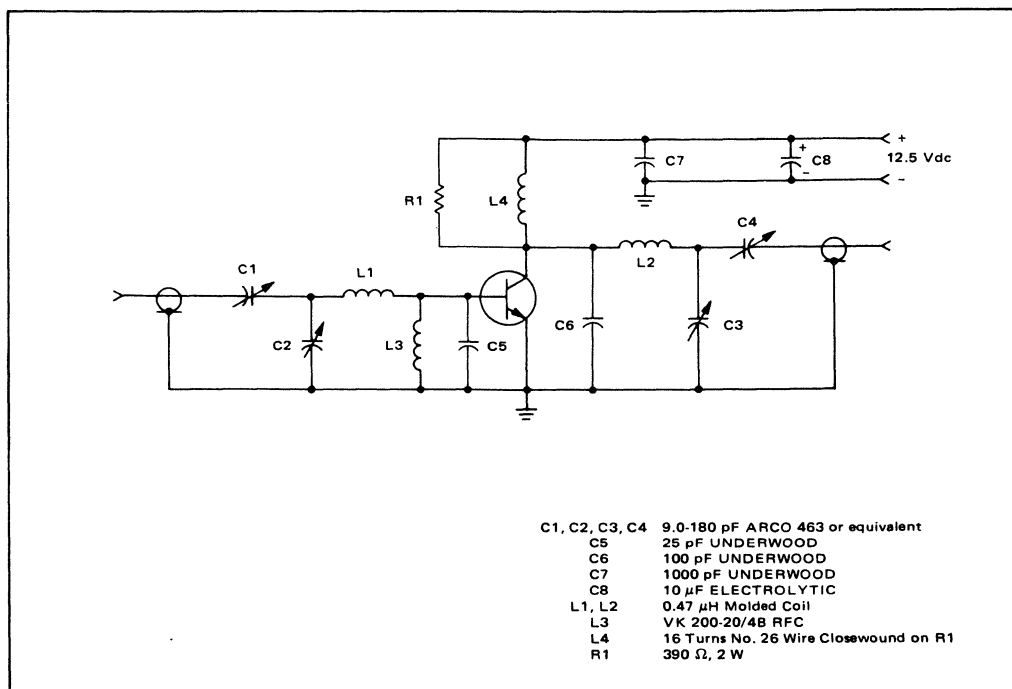 +
C7
+
C8
12.5 Vdc
–
–
R1
L4
C4
L2
C1
L1
C6
C3
C2
L3
C5
C1, C2, C3, C4 9.0-180 pF ARCO 463 or equivalent
C5 25 pF UNDERWOOD
C6 100 pF UNDERWOOD
C7 1000 pF UNDERWOOD
C8 10 μF ELECTROLYTIC
L1, L2 0.47 μH Molded Coil
L3 VK 200-20/4B RFC
L4 16 Turns No. 26 Wire Closewound on R1
R1 390 Ω, 2 W